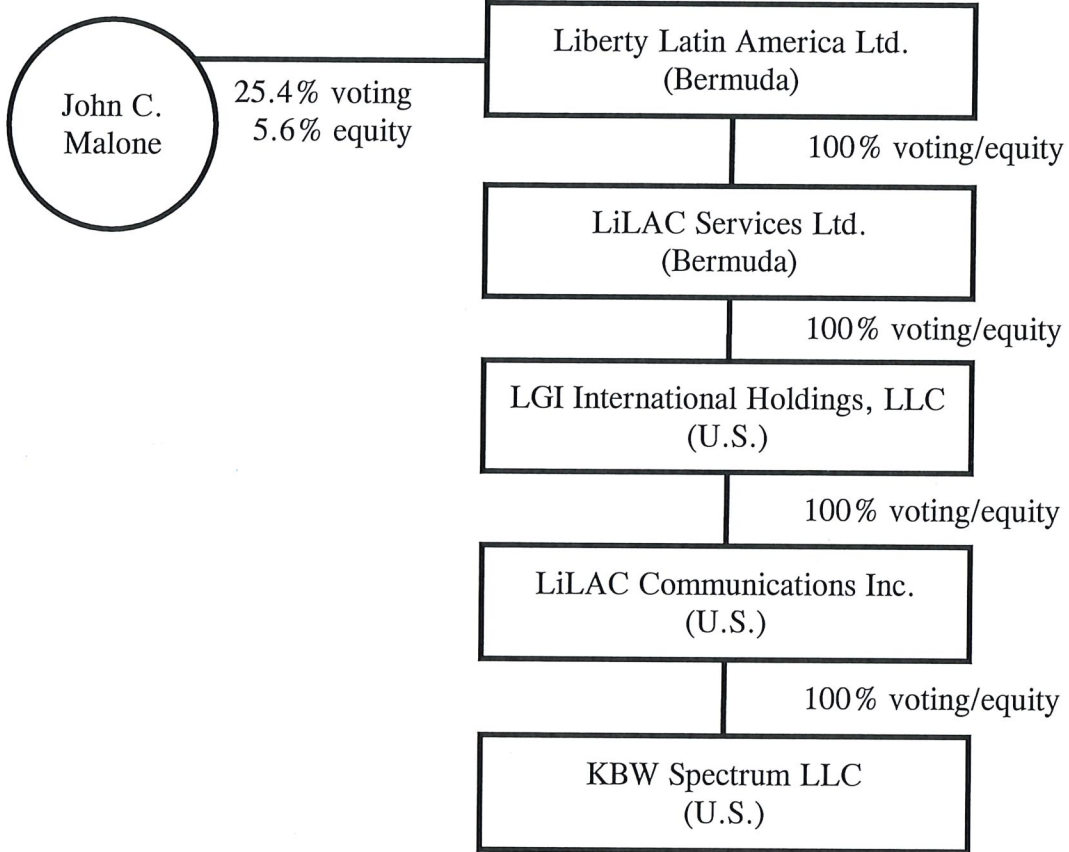 John C.
Malone
25.4% voting
5.6% equity
Liberty Latin America Ltd.
(Bermuda)
100% voting/equity
LiLAC Services Ltd.
(Bermuda)
100% voting/equity
LGI International Holdings, LLC
(U.S.)
100% voting/equity
LiLAC Communications Inc.
(U.S.)
100% voting/equity
KBW Spectrum LLC
(U.S.)